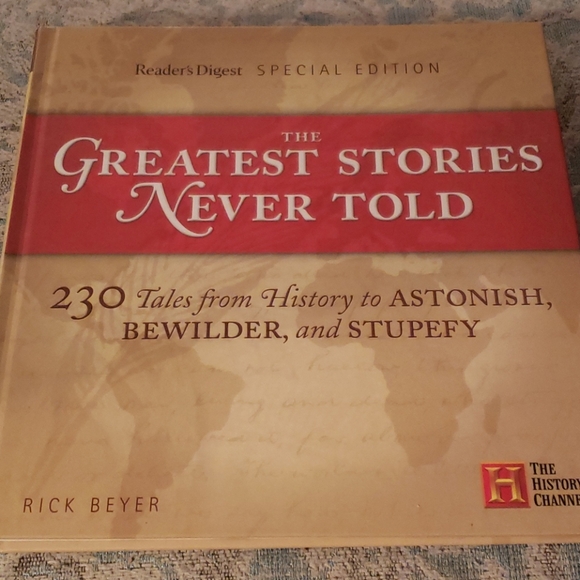 Reader's Digest SPECIAL EDITION
THE
GREATEST STORIES
NEVER TOLD
230 Tales from History to ASTONISH,
BEWILDER, and STUPEFY
RICK BEYER
H
THE
HISTORY
CHANNE